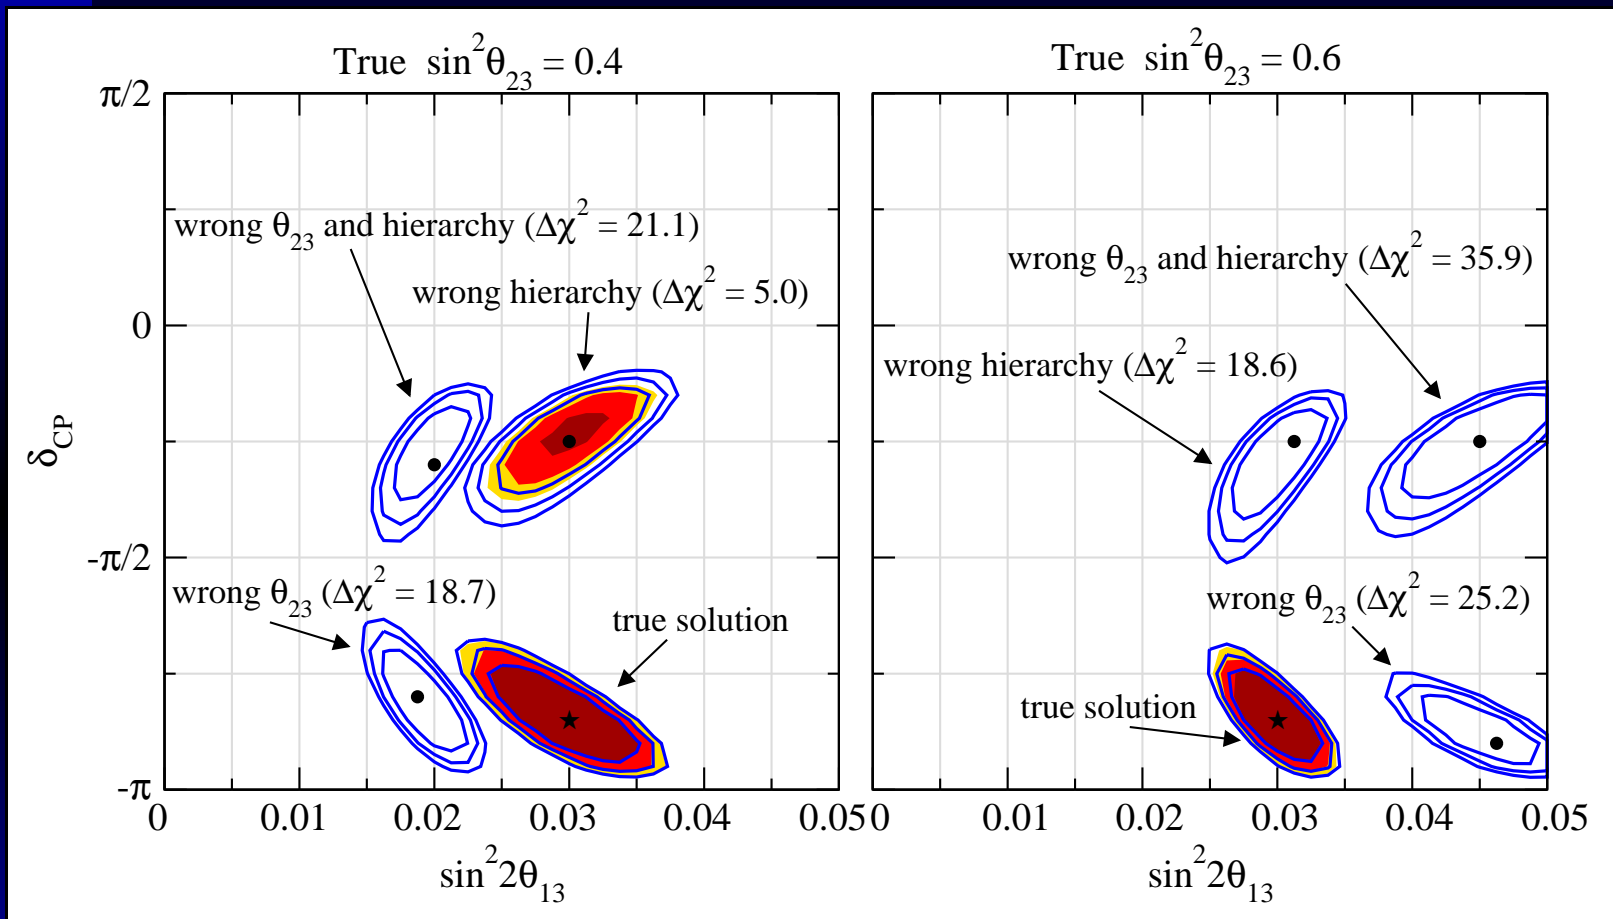 True sin²θ₂₃ = 0.4
True sin²θ₂₃ = 0.6
π/2
0
-π/2
-π
δ_CP
wrong θ₂₃ and hierarchy (Δχ² = 21.1)
wrong hierarchy (Δχ² = 5.0)
wrong θ₂₃ (Δχ² = 18.7)
true solution
wrong θ₂₃ and hierarchy (Δχ² = 35.9)
wrong hierarchy (Δχ² = 18.6)
wrong θ₂₃ (Δχ² = 25.2)
true solution
0 0.01 0.02 0.03 0.04 0.05
0 0.01 0.02 0.03 0.04 0.05
sin²2θ₁₃
sin²2θ₁₃